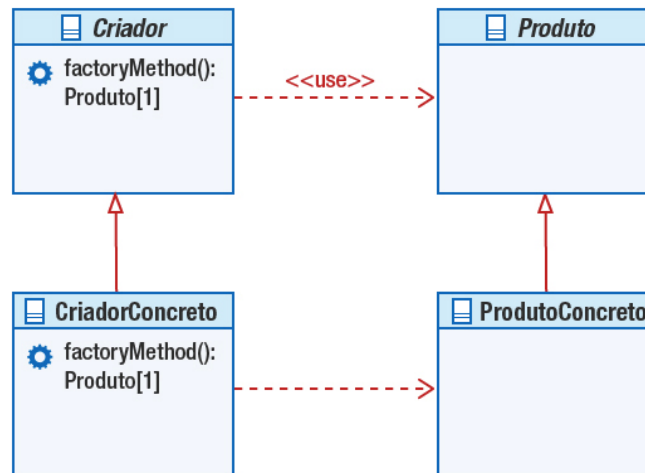 Criador
factoryMethod():
Produto[1]
<<use>>
Produto
CriadorConcreto
factoryMethod():
Produto[1]
ProdutoConcreto